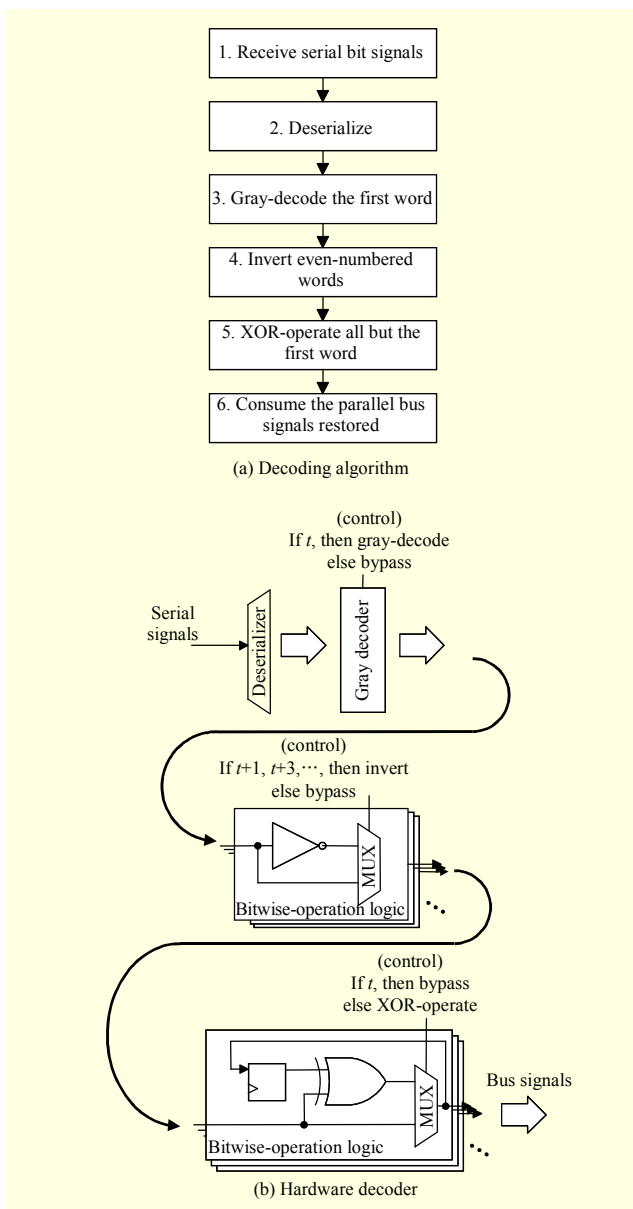 1. Receive serial bit signals
2. Deserialize
3. Gray-decode the first word
4. Invert even-numbered
words
5. XOR-operate all but the
first word
6. Consume the parallel bus
signals restored
(a) Decoding algorithm
(control)
If t, then gray-decode
else bypass
Serial
signals
Deserializer
Gray decoder
(control)
If t+1, t+3,···, then invert
else bypass
MUX
Bitwise-operation logic
(control)
If t, then bypass
else XOR-operate
MUX
Bus signals
Bitwise-operation logic
(b) Hardware decoder